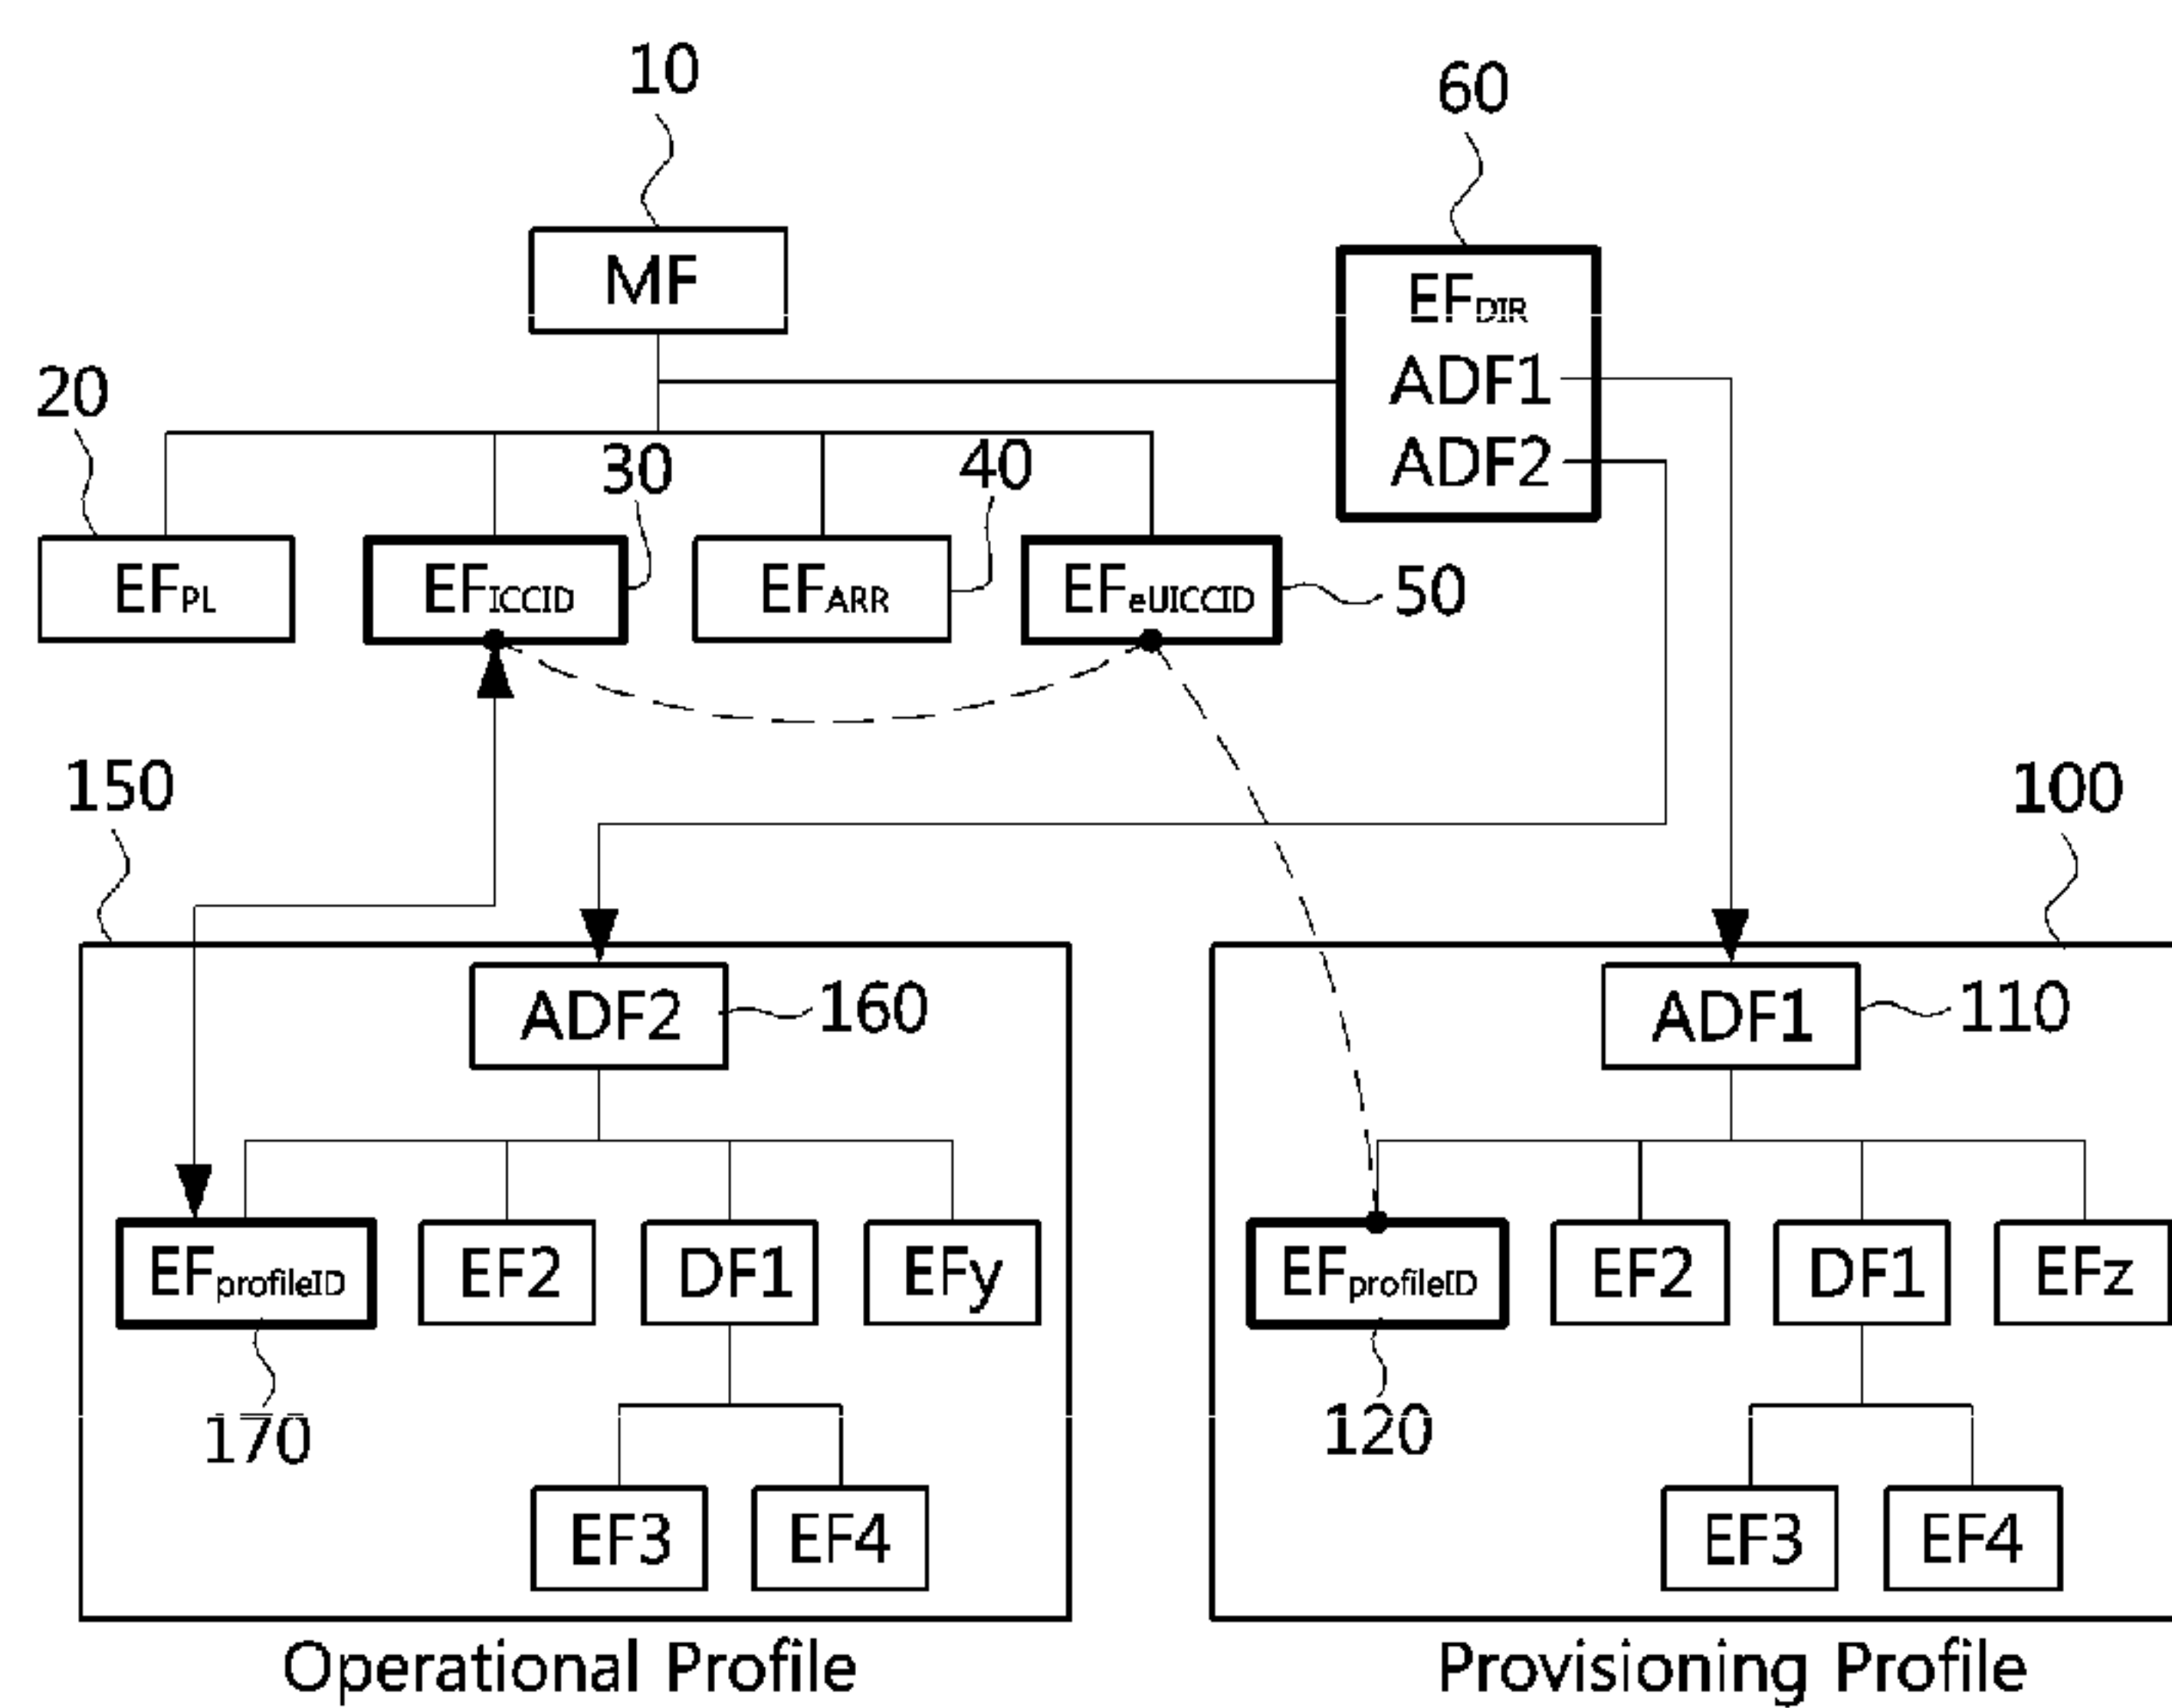 10
60
MF
EFDIR
ADF1
ADF2
20
30
40
EFPL
EFICCID
EFARR
EFeUICCID
50
150
100
ADF2
160
ADF1
110
EFprofileID
EF2
DF1
EFy
EFprofileID
EF2
DF1
EFz
170
120
EF3
EF4
EF3
EF4
Operational Profile
Provisioning Profile